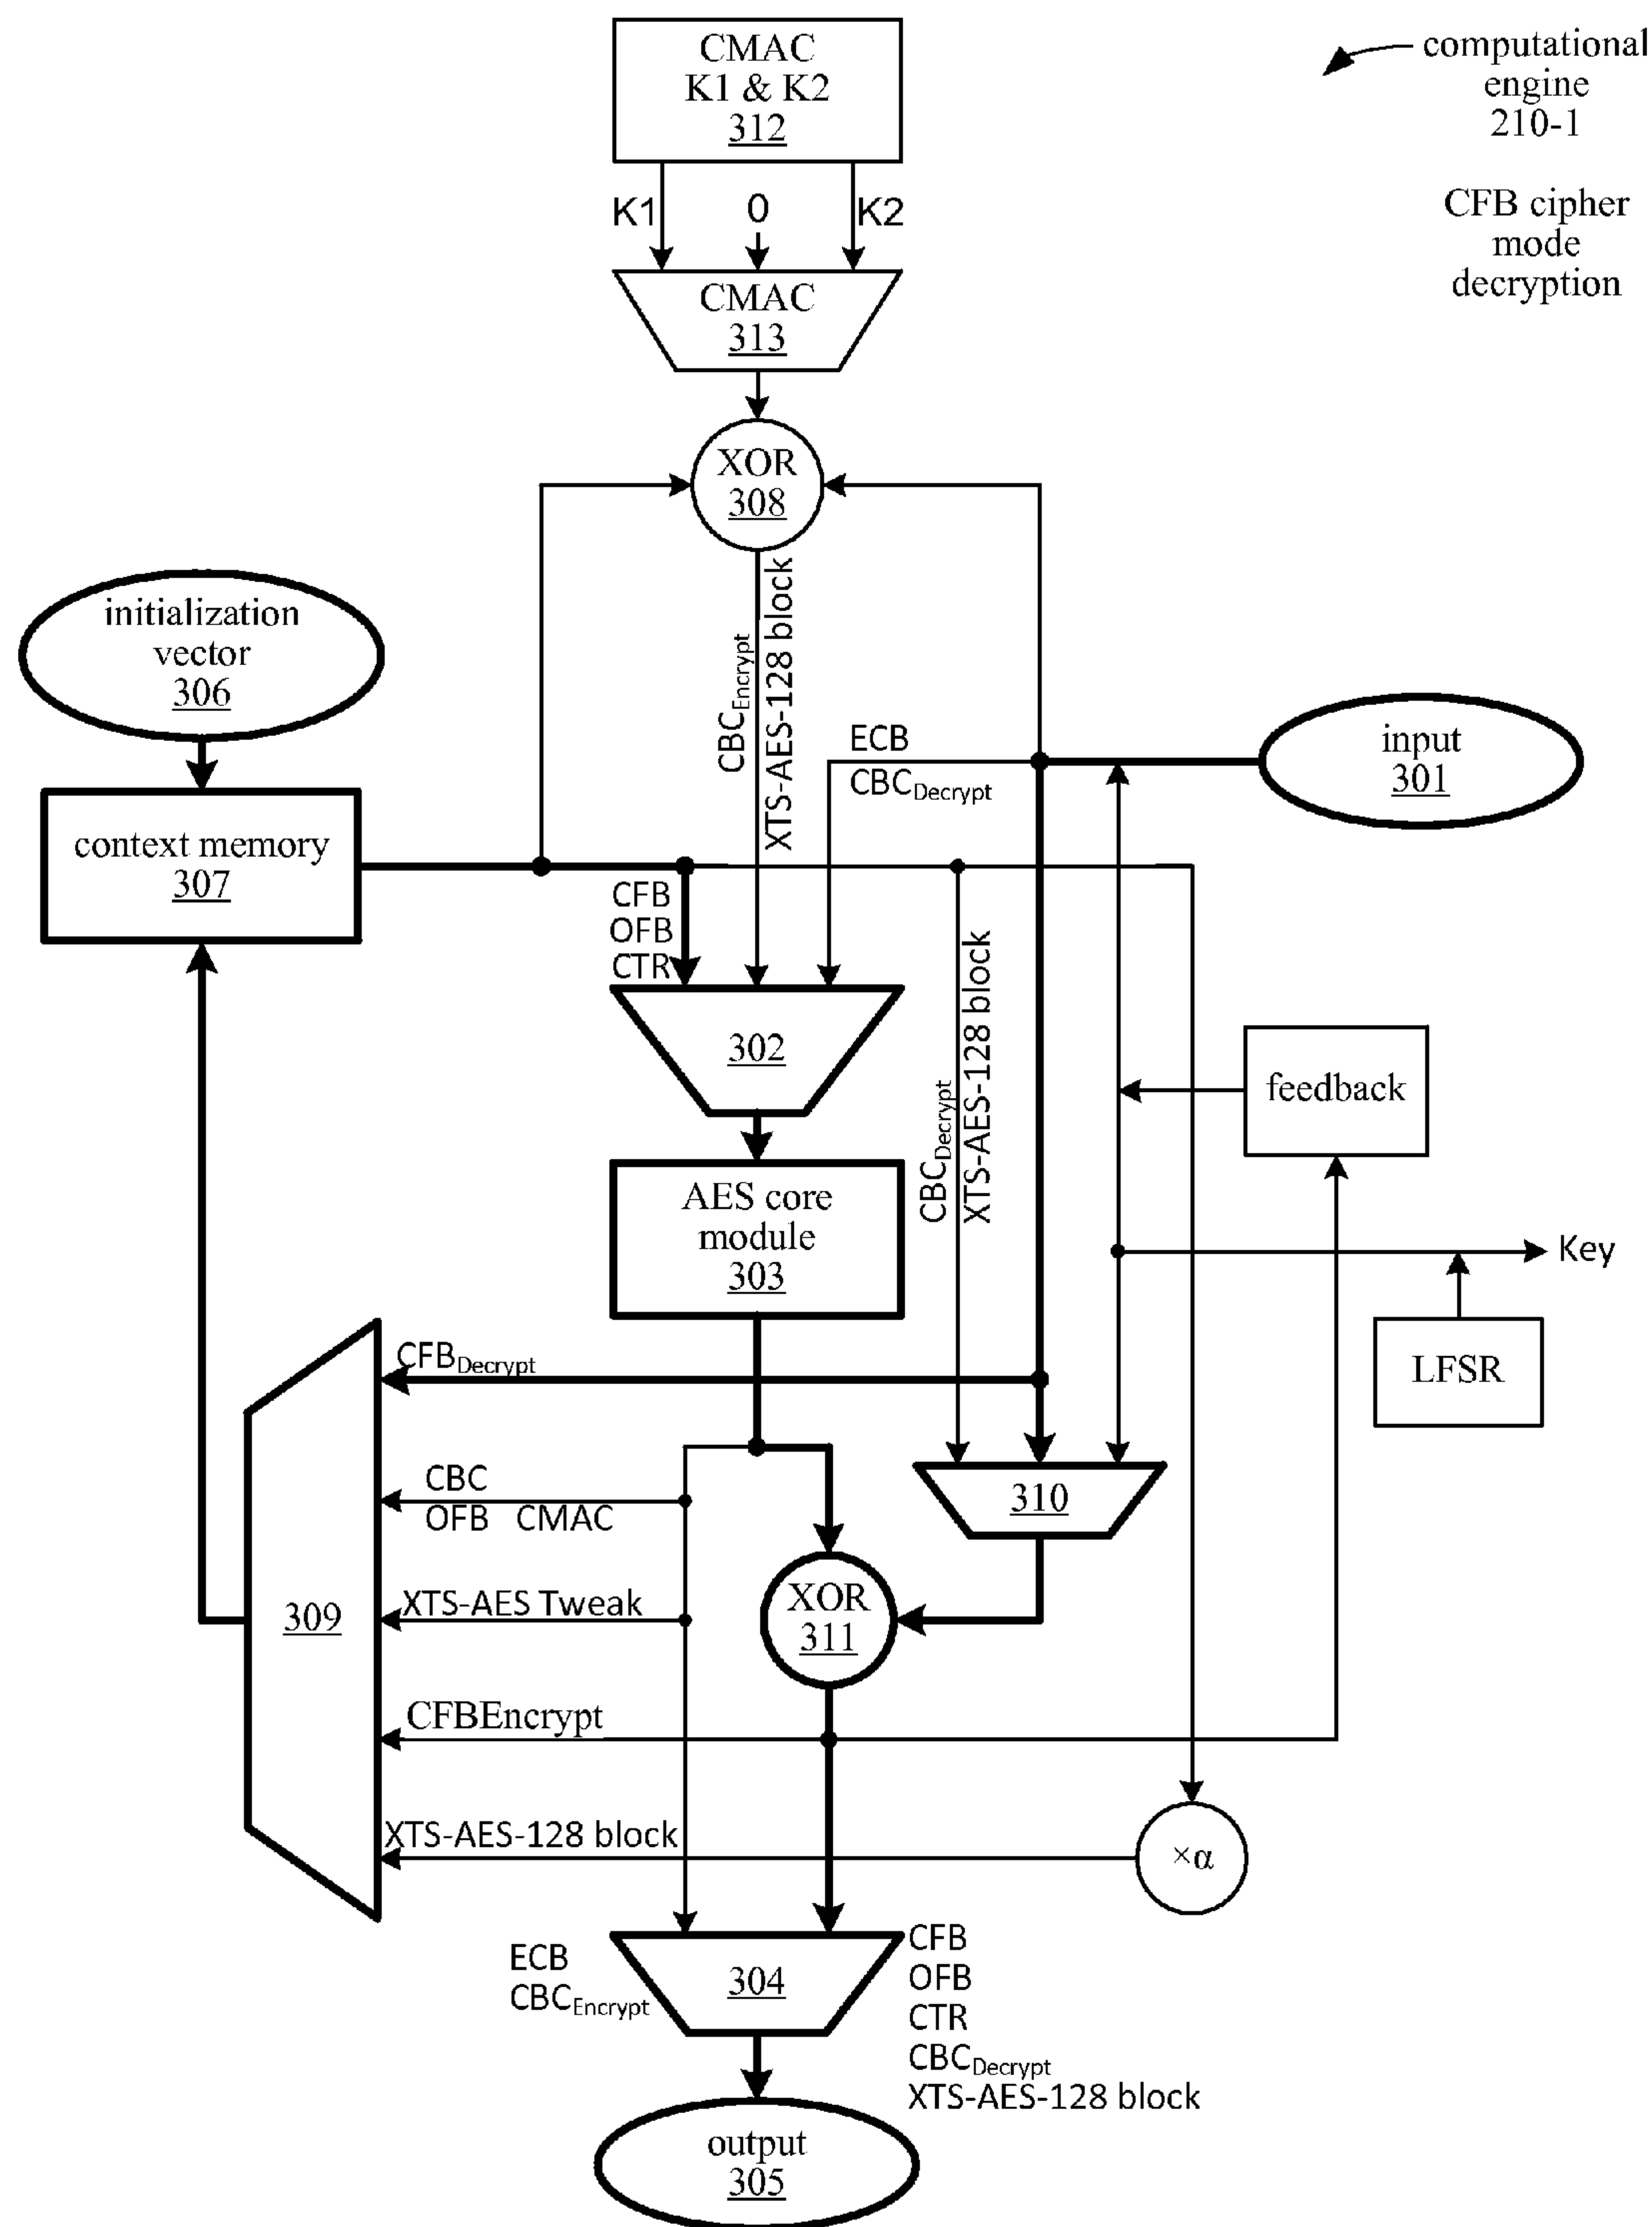 CMAC
K1 & K2
312
computational
engine
210-1
CFB cipher
mode
decryption
K1
0
K2
CMAC
313
XOR
308
CBCEncrypt
XTS-AES-128 block
initialization
vector
306
ECB
CBCDecrypt
input
301
context memory
307
CFB
OFB
CTR
302
CBCDecrypt
XTS-AES-128 block
feedback
AES core
module
303
Key
LFSR
CFBDecrypt
CBC
OFB CMAC
310
309
XTS-AES Tweak
XOR
311
CFBEncrypt
XTS-AES-128 block
×α
ECB
CBCEncrypt
304
CFB
OFB
CTR
CBCDecrypt
XTS-AES-128 block
output
305